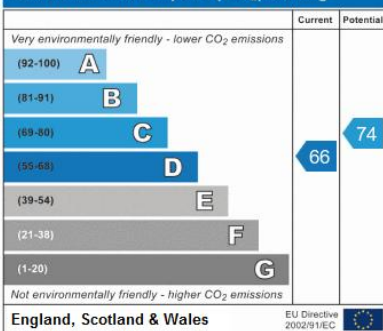 Current Potential
Very environmentally friendly - lower CO2 emissions
(92-100) A
(81-91) B
(69-80) C
(55-68) D
(39-54) E
(21-38) F
(1-20) G
66
74
Not environmentally friendly - higher CO2 emissions
England, Scotland & Wales
EU Directive
2002/91/EC